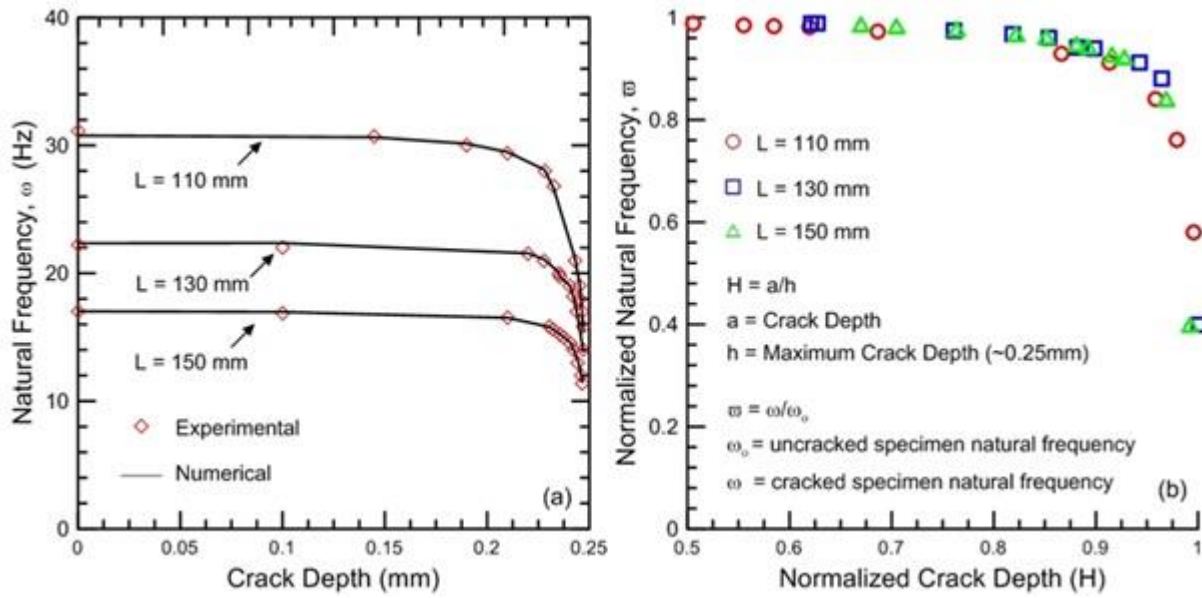 40
30
20
10
0
Natural Frequency, ω (Hz)
L = 110 mm
L = 130 mm
L = 150 mm
Experimental
Numerical
(a)
0 0.05 0.1 0.15 0.2 0.25
Crack Depth (mm)
1
0.8
0.6
0.4
0.2
0
Normalized Natural Frequency, ϖ
L = 110 mm
L = 130 mm
L = 150 mm
H = a/h
a = Crack Depth
h = Maximum Crack Depth (~0.25mm)
ϖ = ω/ωₒ
ωₒ = uncracked specimen natural frequency
ω = cracked specimen natural frequency
(b)
0.5 0.6 0.7 0.8 0.9 1
Normalized Crack Depth (H)